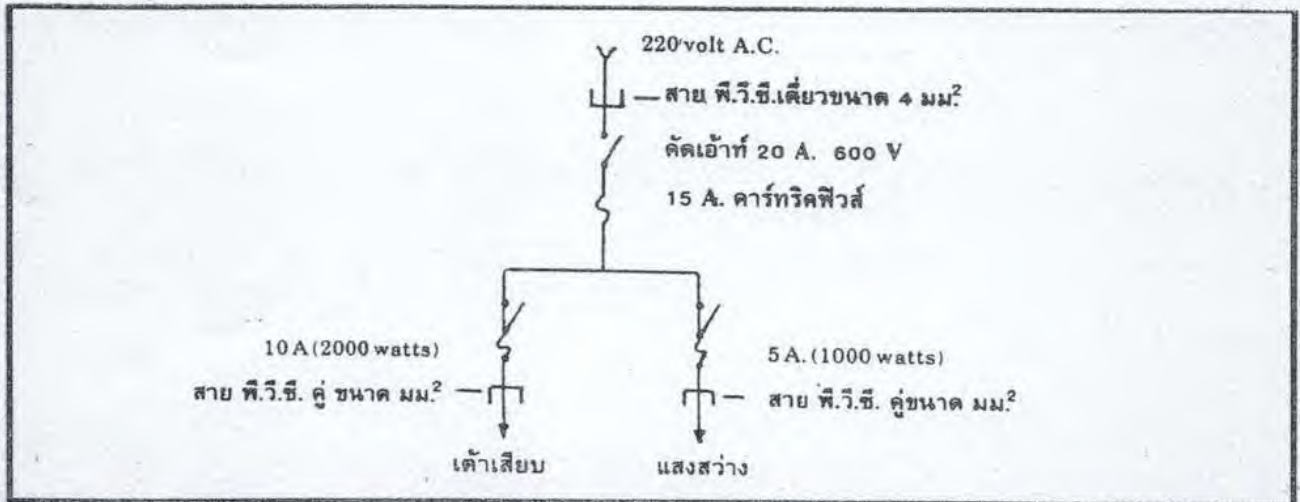 220 volt A.C.
สาย พี.วี.ซี.เดี่ยวขนาด 4 มม.²
คัดเอ้าท์ 20 A. 600 V
15 A. คาร์ทริดฟิวส์
10 A (2000 watts)
5 A. (1000 watts)
สาย พี.วี.ซี. คู่ ขนาด มม.²
สาย พี.วี.ซี. คู่ขนาด มม.²
เต้าเสียบ
แสงสว่าง